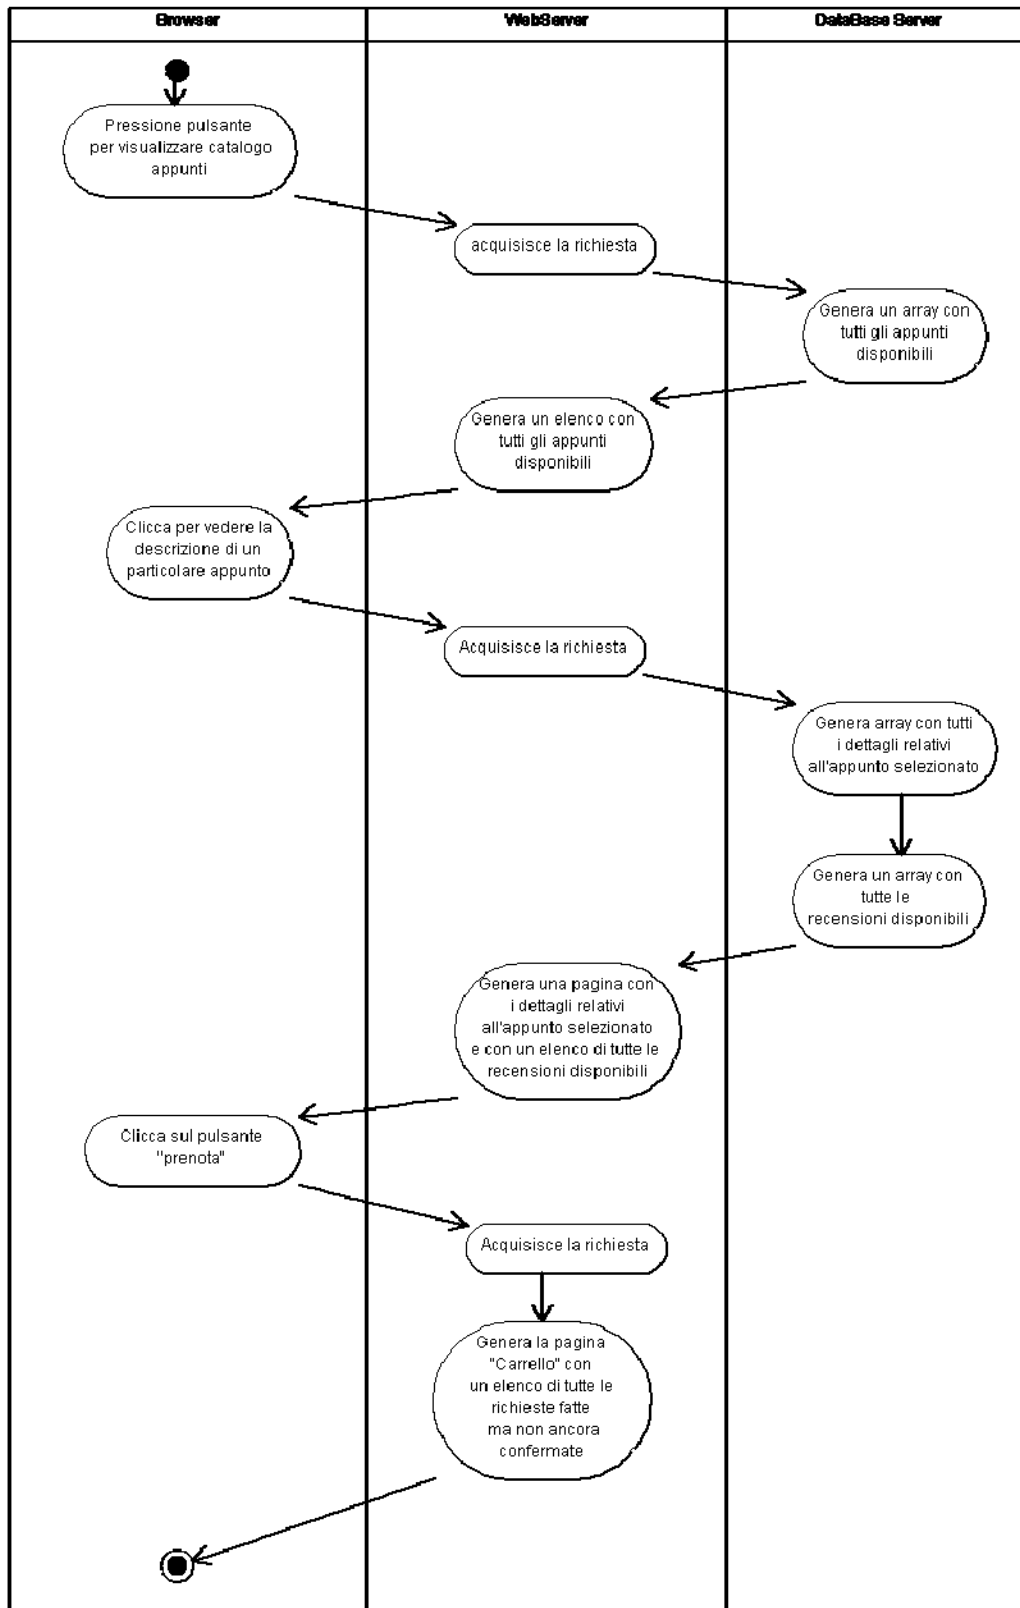 Browser
WebServer
DataBase Server
Pressione pulsante
per visualizzare catalogo
appunti
acquisisce la richiesta
Genera un array con
tutti gli appunti
disponibili
Genera un elenco con
tutti gli appunti
disponibili
Clicca per vedere la
descrizione di un
particolare appunto
Acquisisce la richiesta
Genera array con tutti
i dettagli relativi
all'appunto selezionato
Genera un array con
tutte le
recensioni disponibili
Genera una pagina con
i dettagli relativi
all'appunto selezionato
e con un elenco di tutte le
recensioni disponibili
Clicca sul pulsante
"prenota"
Acquisisce la richiesta
Genera la pagina
"Carrello" con
un elenco di tutte le
richieste fatte
ma non ancora
confermate